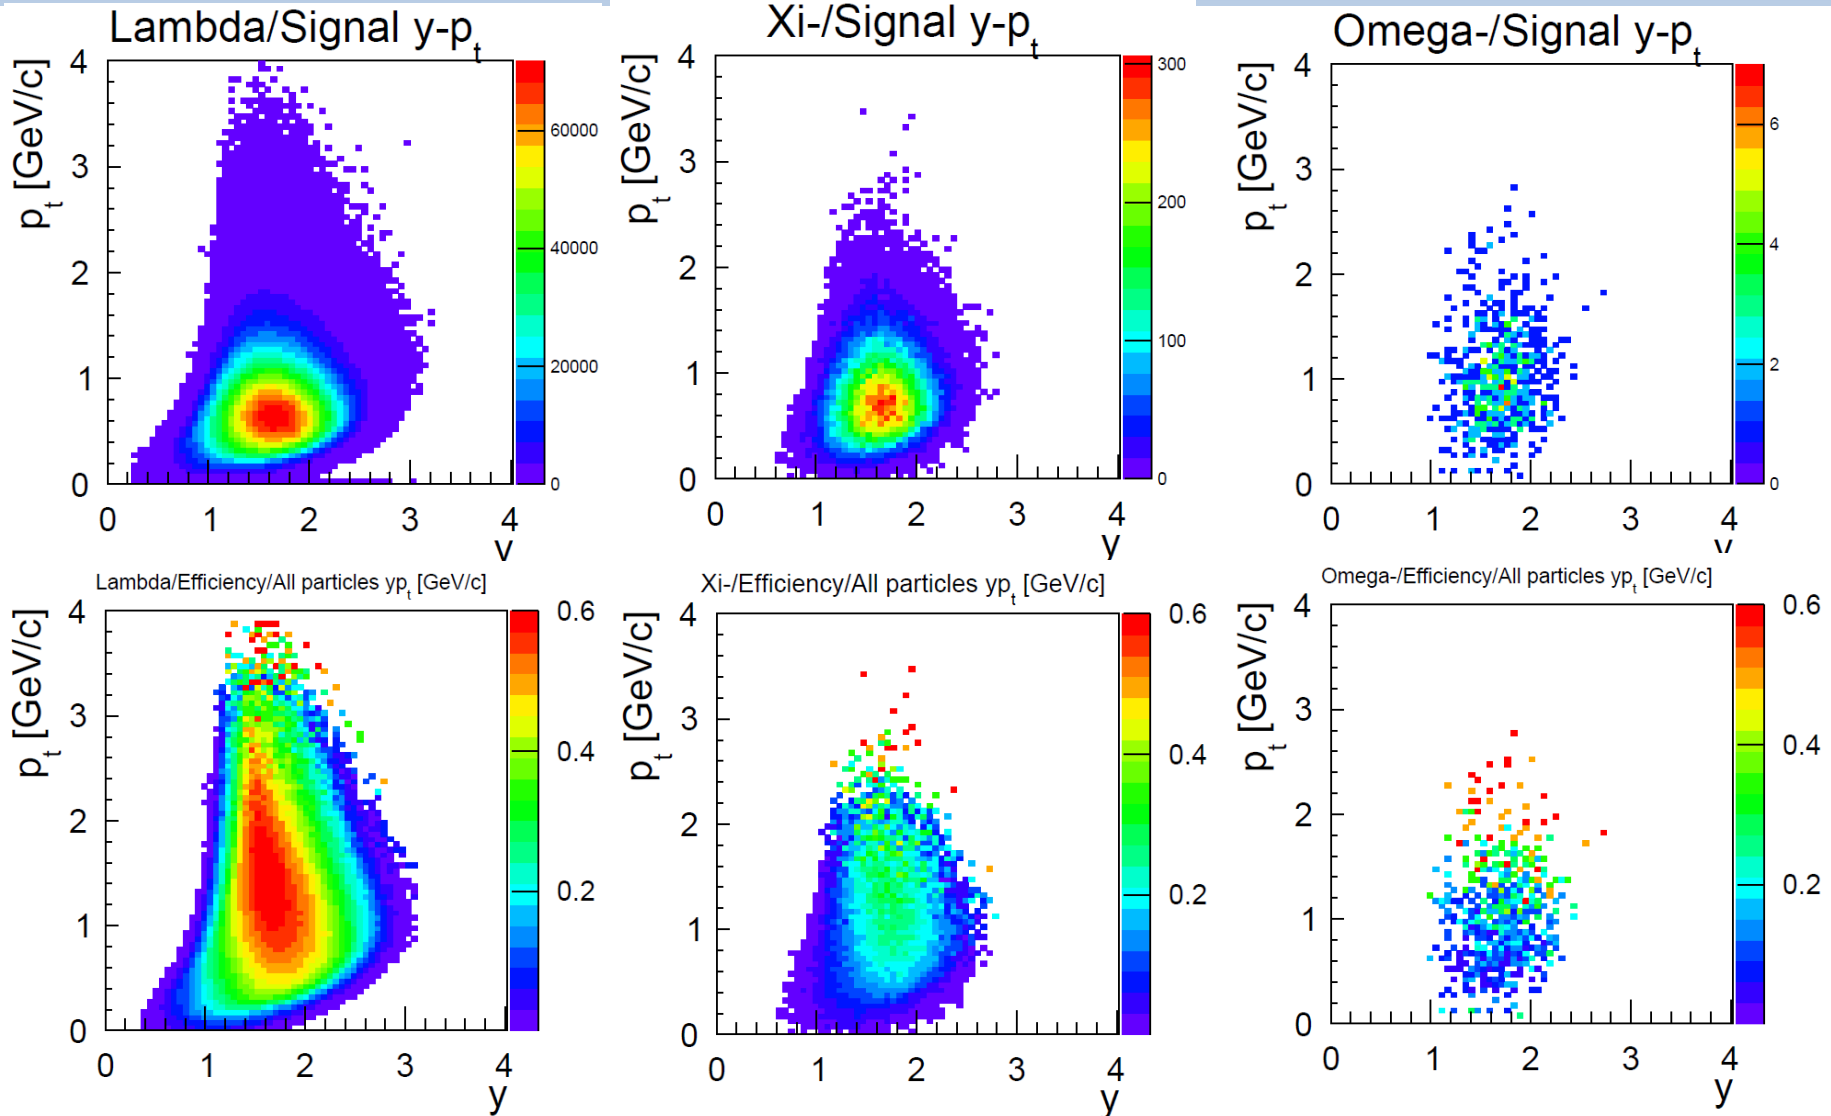 Lambda/Signal y-pt
Xi-/Signal y-pt
Omega-/Signal y-pt
pt [GeV/c]
4
3
2
1
0
0 1 2 3 4
y
60000
40000
20000
0
pt [GeV/c]
4
3
2
1
0
0 1 2 3 4
y
300
200
100
0
pt [GeV/c]
4
3
2
1
0
0 1 2 3 4
y
6
4
2
0
Lambda/Efficiency/All particles ypt [GeV/c]
Xi-/Efficiency/All particles ypt [GeV/c]
Omega-/Efficiency/All particles ypt [GeV/c]
pt [GeV/c]
4
3
2
1
0
0 1 2 3 4
y
0.6
0.4
0.2
pt [GeV/c]
4
3
2
1
0
0 1 2 3 4
y
0.6
0.4
0.2
pt [GeV/c]
4
3
2
1
0
0 1 2 3 4
y
0.6
0.4
0.2